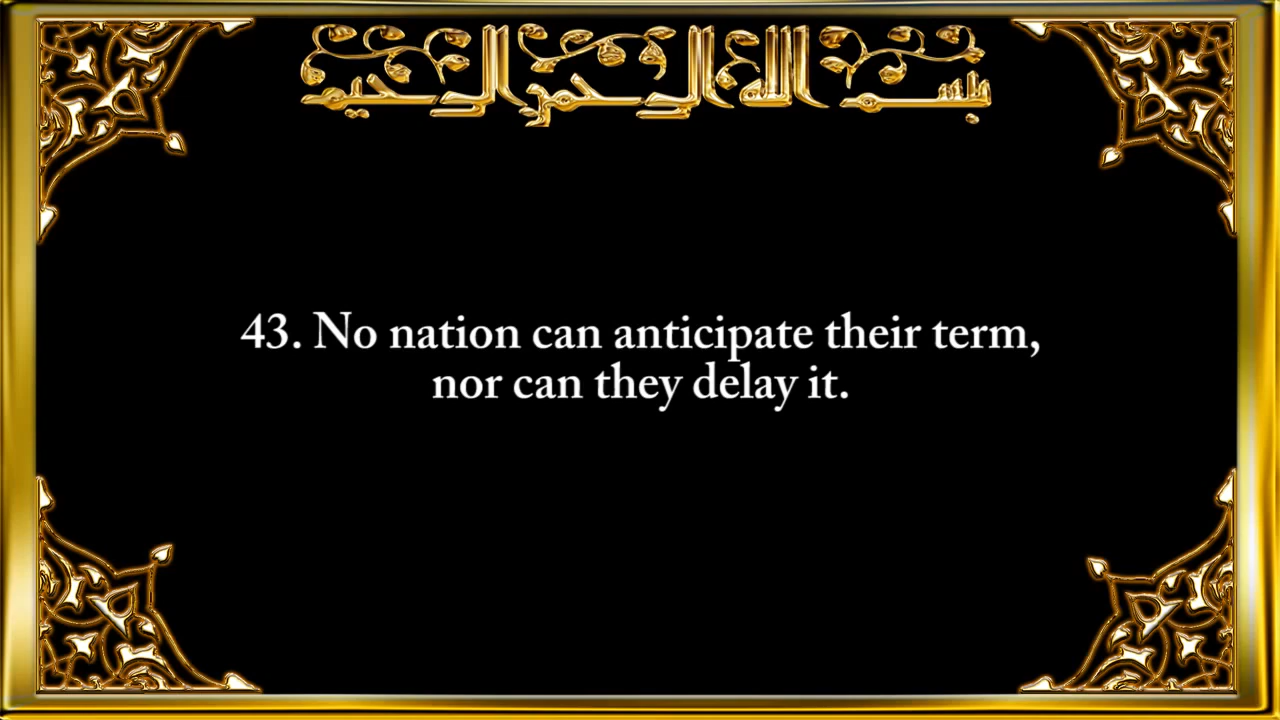 بسم الله الرحمن الرحيم
43. No nation can anticipate their term,
nor can they delay it.